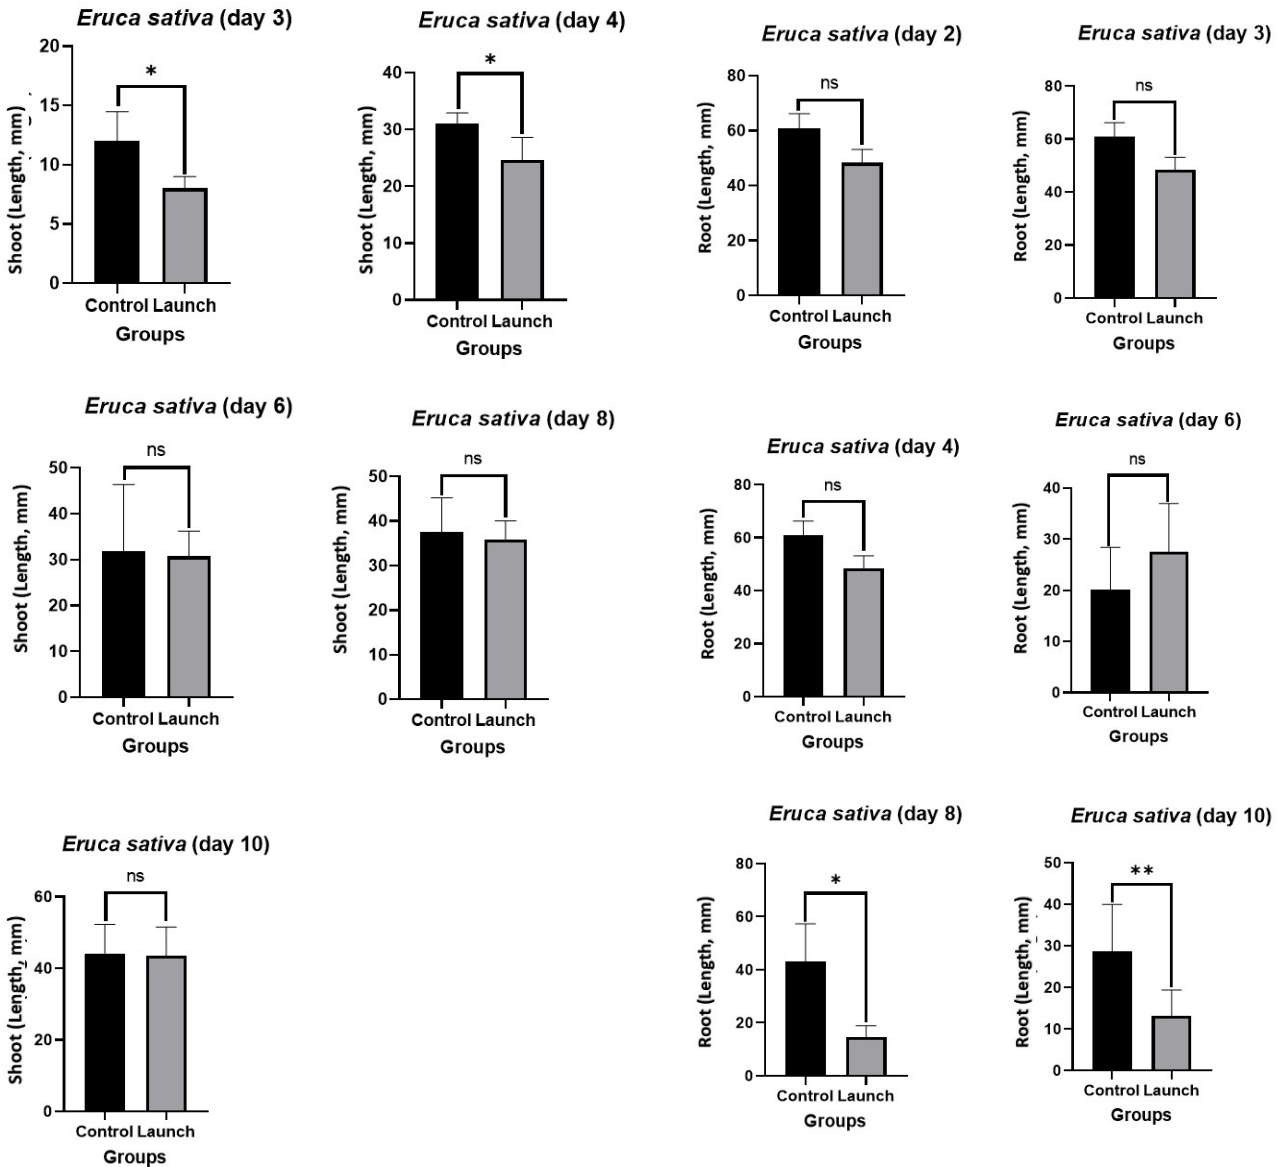 Eruca sativa (day 3)
20
15
10
5
0
*
Shoot (Length, mm)
Control Launch
Groups
Eruca sativa (day 4)
40
30
20
10
0
*
Shoot (Length, mm)
Control Launch
Groups
Eruca sativa (day 2)
80
60
40
20
0
ns
Root (Length, mm)
Control Launch
Groups
Eruca sativa (day 3)
80
60
40
20
0
ns
Root (Length, mm)
Control Launch
Groups
Eruca sativa (day 6)
50
40
30
20
10
0
ns
Shoot (Length, mm)
Control Launch
Groups
Eruca sativa (day 8)
50
40
30
20
10
0
ns
Shoot (Length, mm)
Control Launch
Groups
Eruca sativa (day 4)
80
60
40
20
0
ns
Root (Length, mm)
Control Launch
Groups
Eruca sativa (day 6)
40
30
20
10
0
ns
Root (Length, mm)
Control Launch
Groups
Eruca sativa (day 10)
60
40
20
0
ns
Shoot (Length, mm)
Control Launch
Groups
Eruca sativa (day 8)
80
60
40
20
0
*
Root (Length, mm)
Control Launch
Groups
Eruca sativa (day 10)
50
40
30
20
10
0
**
Root (Length, mm)
Control Launch
Groups